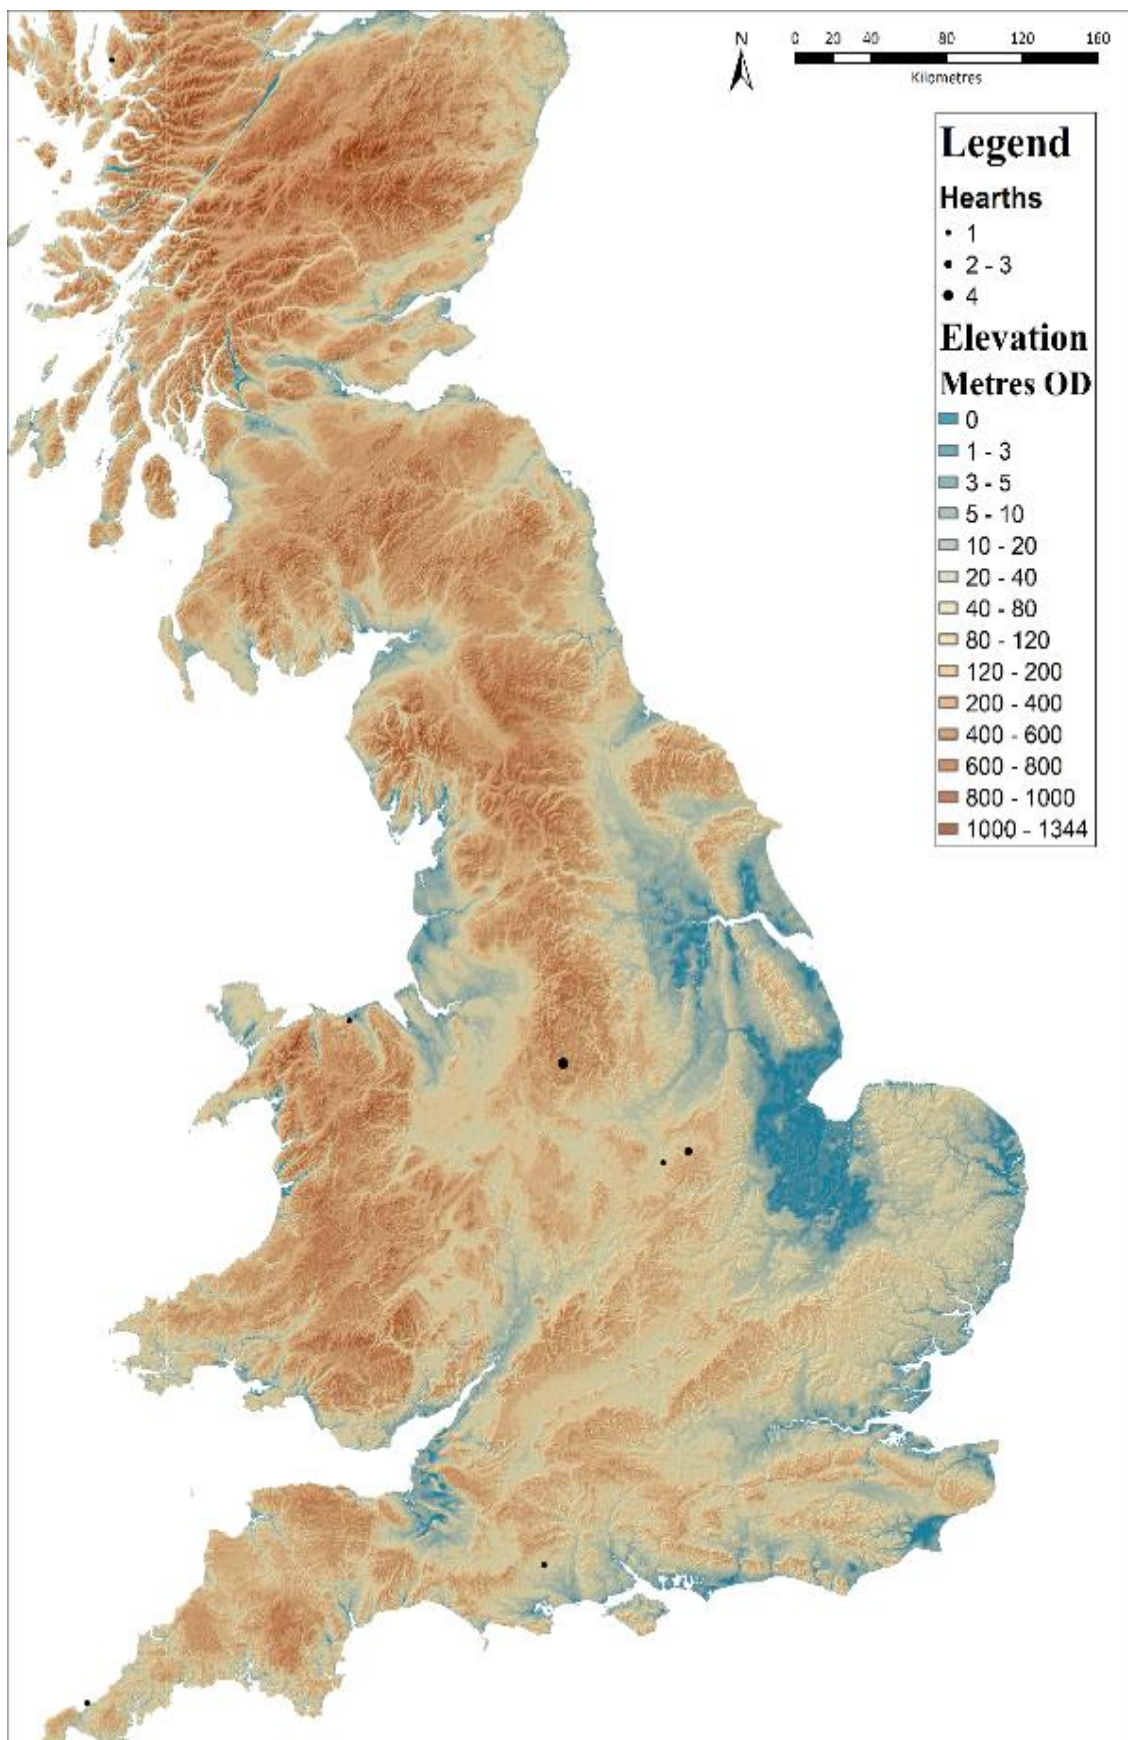 N
0 20 40 80 120 160
Kilometres
Legend
Hearths
1
2 - 3
4
Elevation
Metres OD
0
1 - 3
3 - 5
5 - 10
10 - 20
20 - 40
40 - 80
80 - 120
120 - 200
200 - 400
400 - 600
600 - 800
800 - 1000
1000 - 1344